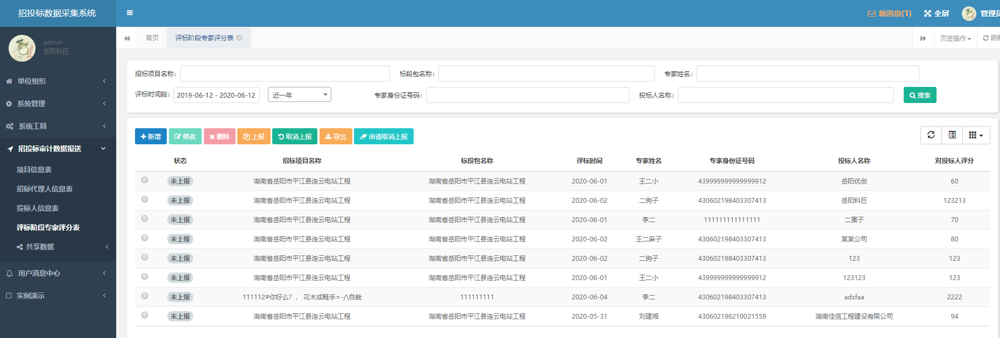 招投标数据采集系统
新消息(1) 全屏
admin
岳阳科巨
首页 评标阶段专家评分表 页签操作
单位组织
系统管理
系统工具
招投标审计数据报送
项目信息表
招标代理人信息表
投标人信息表
评标阶段专家评分表
共享数据
用户消息中心
实例演示
招标项目名称： 标段包名称： 专家姓名：
评标时间段： 2019-06-12 - 2020-06-12 近一年 专家身份证号码： 投标人名称： 搜索
新增 修改 删除 上报 取消上报 导出 申请取消上报
状态 招标项目名称 标段包名称 评标时间 专家姓名 专家身份证号码 投标人名称 对投标人评分
未上报 湖南省岳阳市平江县连云电站工程 湖南省岳阳市平江县连云电站工程 2020-06-01 王二小 439999999999999912 岳阳优创 60
未上报 湖南省岳阳市平江县连云电站工程 湖南省岳阳市平江县连云电站工程 2020-06-02 二狗子 430602198403307413 岳阳科巨 123213
未上报 湖南省岳阳市平江县连云电站工程 湖南省岳阳市平江县连云电站工程 2020-06-01 李二 111111111111111 二蛋子 70
未上报 湖南省岳阳市平江县连云电站工程 湖南省岳阳市平江县连云电站工程 2020-06-02 王二麻子 430602198403307413 某某公司 80
未上报 湖南省岳阳市平江县连云电站工程 湖南省岳阳市平江县连云电站工程 2020-06-02 二狗子 430602198403307413 123 123
未上报 湖南省岳阳市平江县连云电站工程 湖南省岳阳市平江县连云电站工程 2020-06-01 王二小 439999999999999912 123123 123
未上报 111112#你好么？， 花木成畦手=-八自栽 111111111 2020-06-04 李二 430602198403307413 adsfaa 2222
未上报 湖南省岳阳市平江县连云电站工程 湖南省岳阳市平江县连云电站工程 2020-05-31 刘建湘 430602196210021559 湖南佳信工程建设有限公司 94